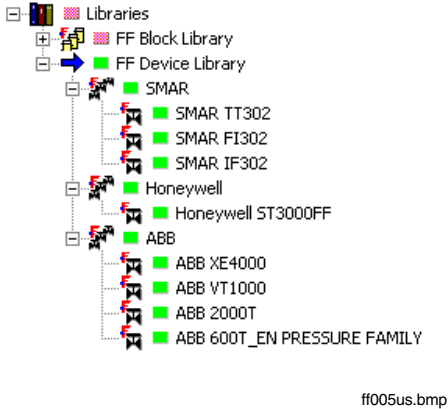 Libraries
FF Block Library
FF Device Library
SMAR
SMAR TT302
SMAR FI302
SMAR IF302
Honeywell
Honeywell ST3000FF
ABB
ABB XE4000
ABB VT1000
ABB 2000T
ABB 600T_EN PRESSURE FAMILY
ff005us.bmp